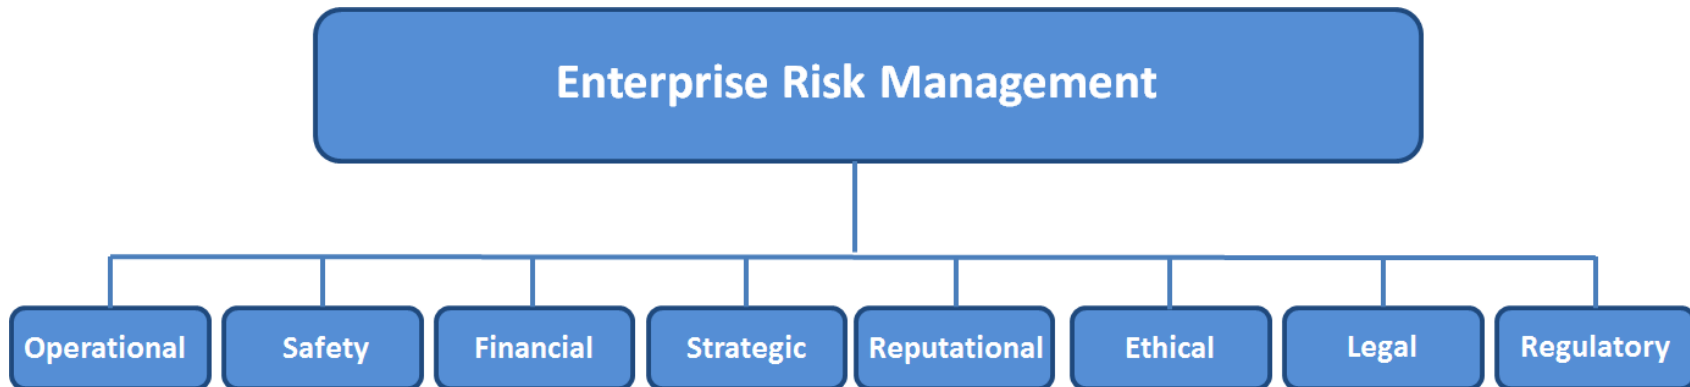 Enterprise Risk Management
Operational
Safety
Financial
Strategic
Reputational
Ethical
Legal
Regulatory